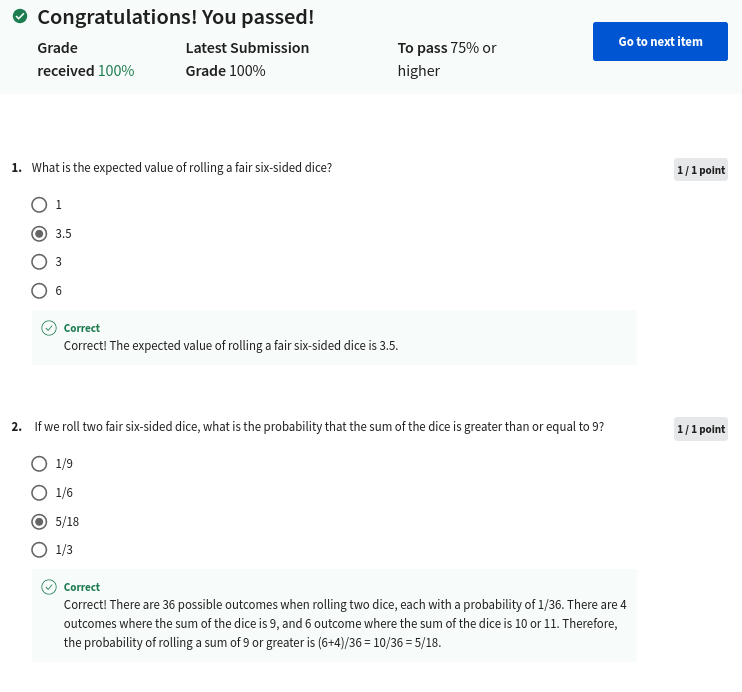 Congratulations! You passed!
Grade received 100%
Latest Submission Grade 100%
To pass 75% or higher
Go to next item
1. What is the expected value of rolling a fair six-sided dice?
1 / 1 point
1
3.5
3
6
Correct
Correct! The expected value of rolling a fair six-sided dice is 3.5.
2. If we roll two fair six-sided dice, what is the probability that the sum of the dice is greater than or equal to 9?
1 / 1 point
1/9
1/6
5/18
1/3
Correct
Correct! There are 36 possible outcomes when rolling two dice, each with a probability of 1/36. There are 4
outcomes where the sum of the dice is 9, and 6 outcome where the sum of the dice is 10 or 11. Therefore,
the probability of rolling a sum of 9 or greater is (6+4)/36 = 10/36 = 5/18.